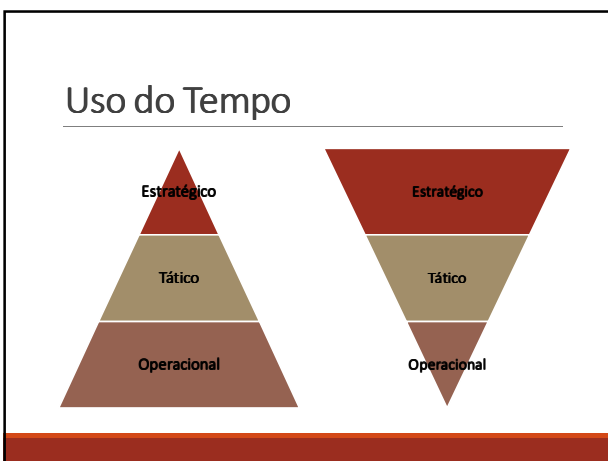 Uso do Tempo
Estratégico
Tático
Operacional
Estratégico
Tático
Operacional